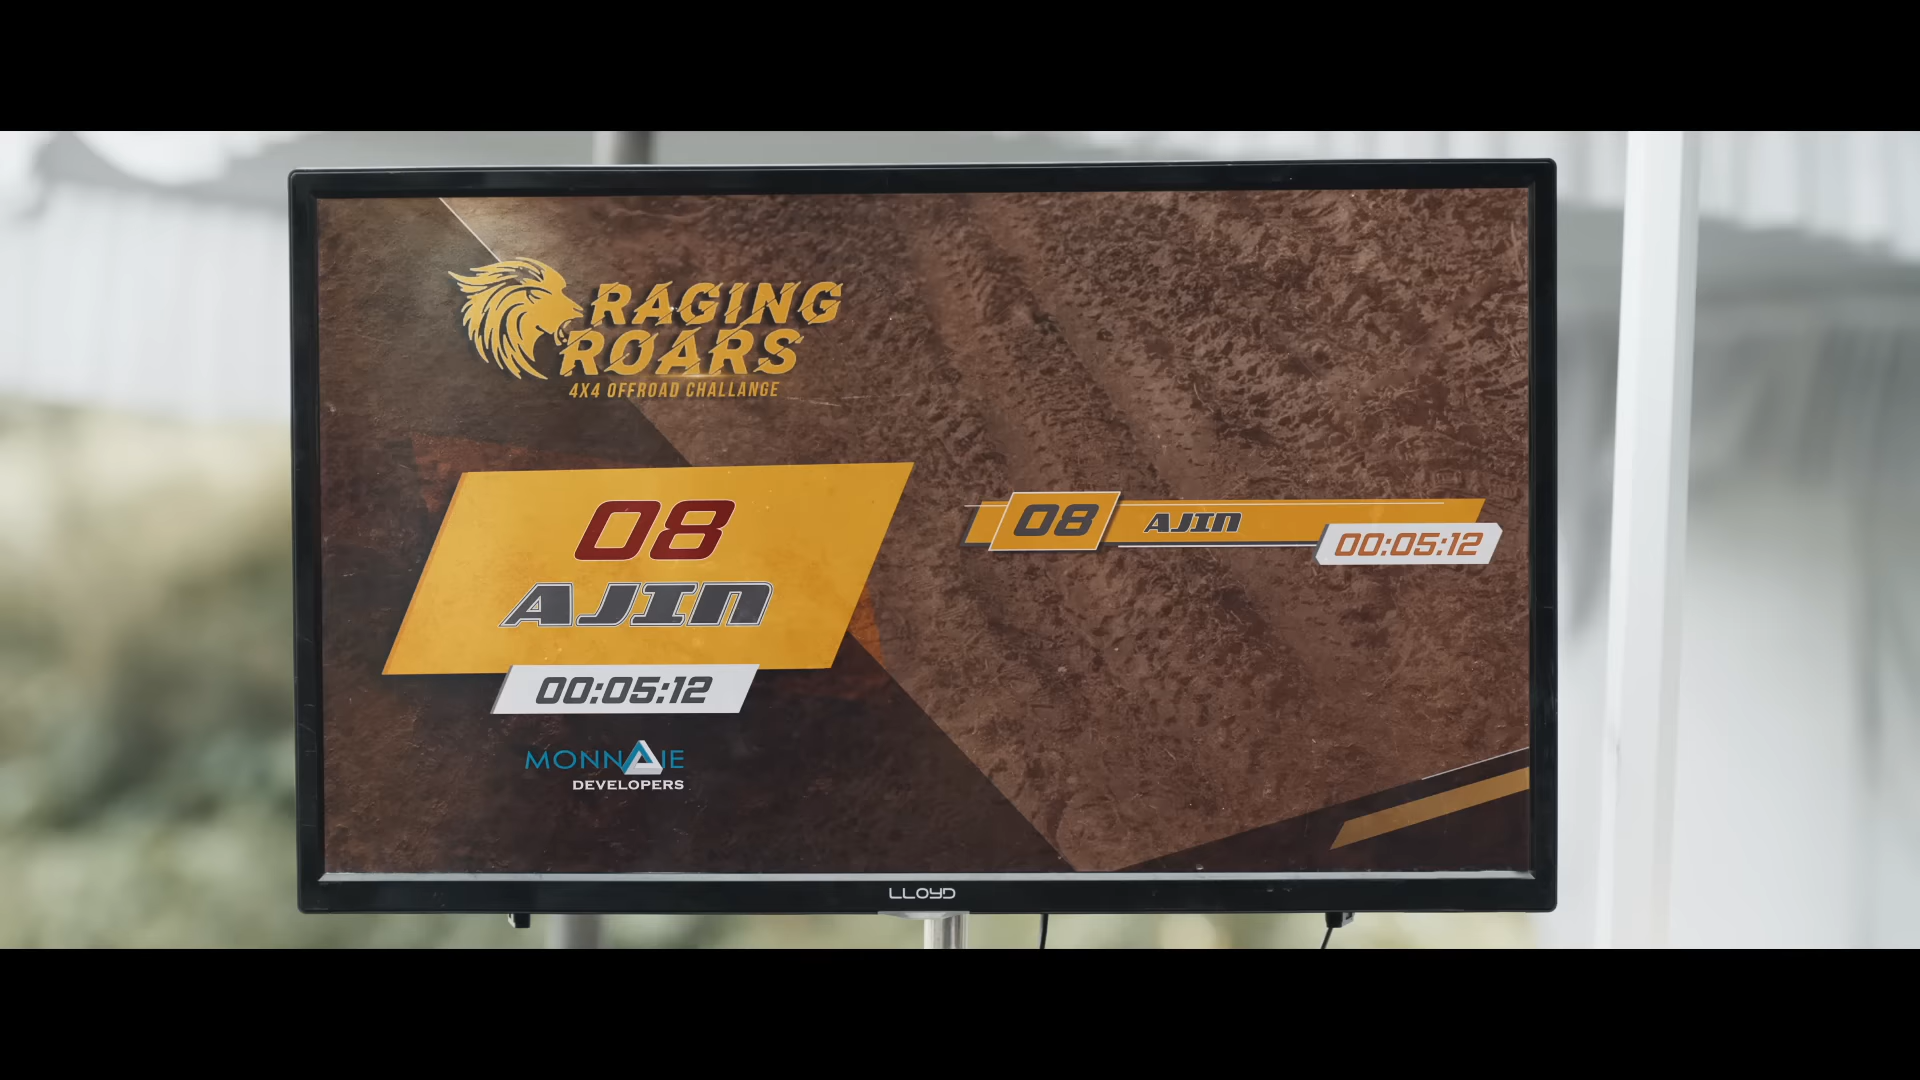 RAGING
ROARS
4X4 OFFROAD CHALLANGE
08
AJIN
00:05:12
MONNAIE
DEVELOPERS
08 AJIN
00:05:12
LLOYD